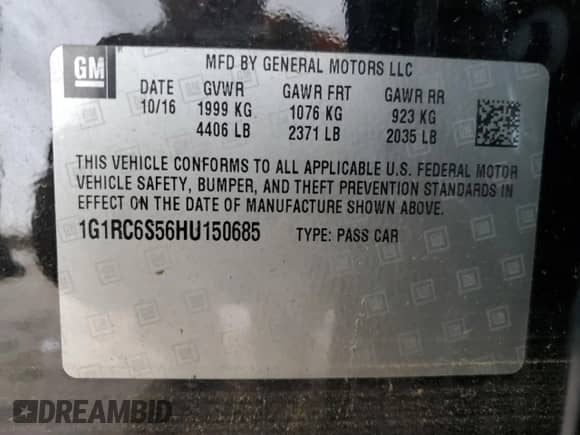 GM
MFD BY GENERAL MOTORS LLC
DATE GVWR GAWR FRT GAWR RR
10/16 1999 KG 1076 KG 923 KG
4406 LB 2371 LB 2035 LB
THIS VEHICLE CONFORMS TO ALL APPLICABLE U.S. FEDERAL MOTOR
VEHICLE SAFETY, BUMPER, AND THEFT PREVENTION STANDARDS IN
EFFECT ON THE DATE OF MANUFACTURE SHOWN ABOVE.
1G1RC6S56HU150685 TYPE: PASS CAR
DREAMBID